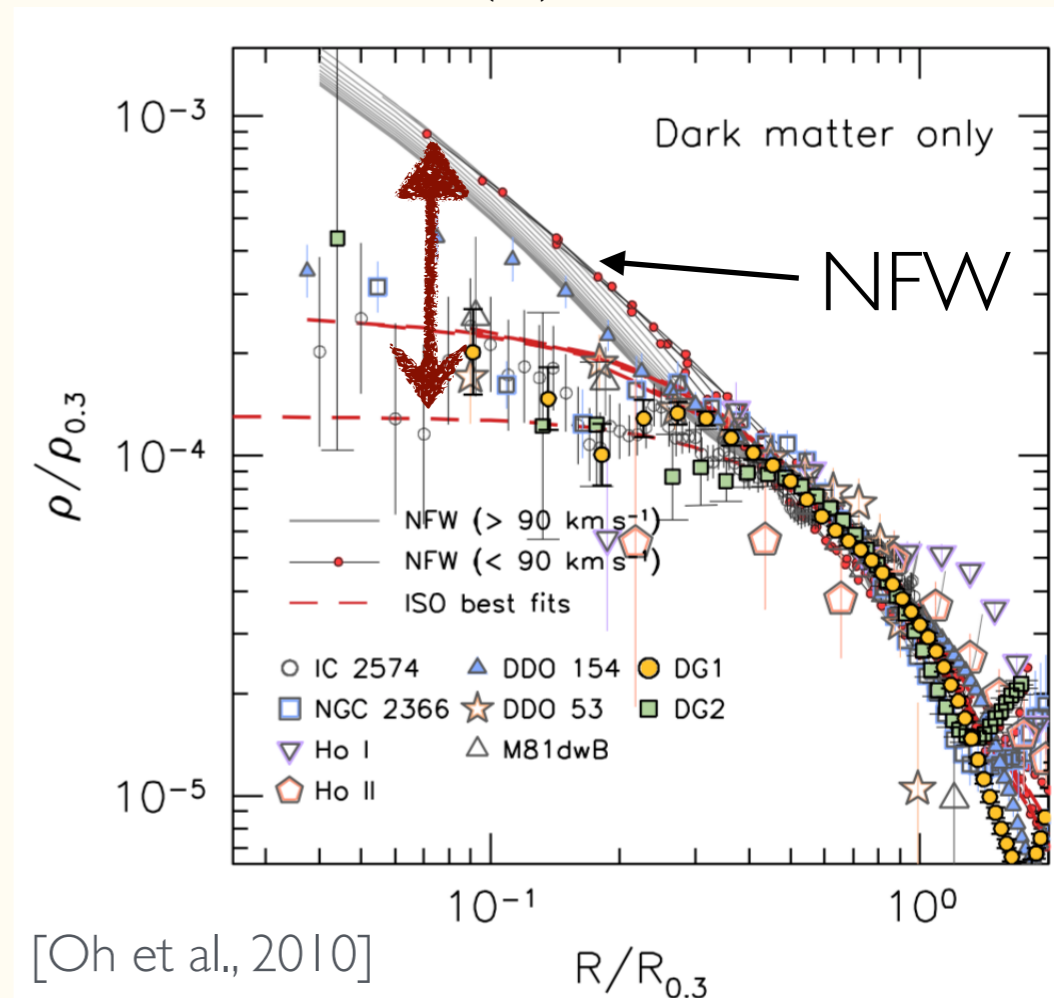 10⁻³
Dark matter only
NFW
10⁻⁴
ρ/ρ0.3
NFW (> 90 km s⁻¹)
NFW (< 90 km s⁻¹)
ISO best fits
IC 2574 DDO 154 DG1
NGC 2366 DDO 53 DG2
Ho I M81dwB
Ho II
10⁻⁵
10⁻¹ 10⁰
[Oh et al., 2010] R/R0.3